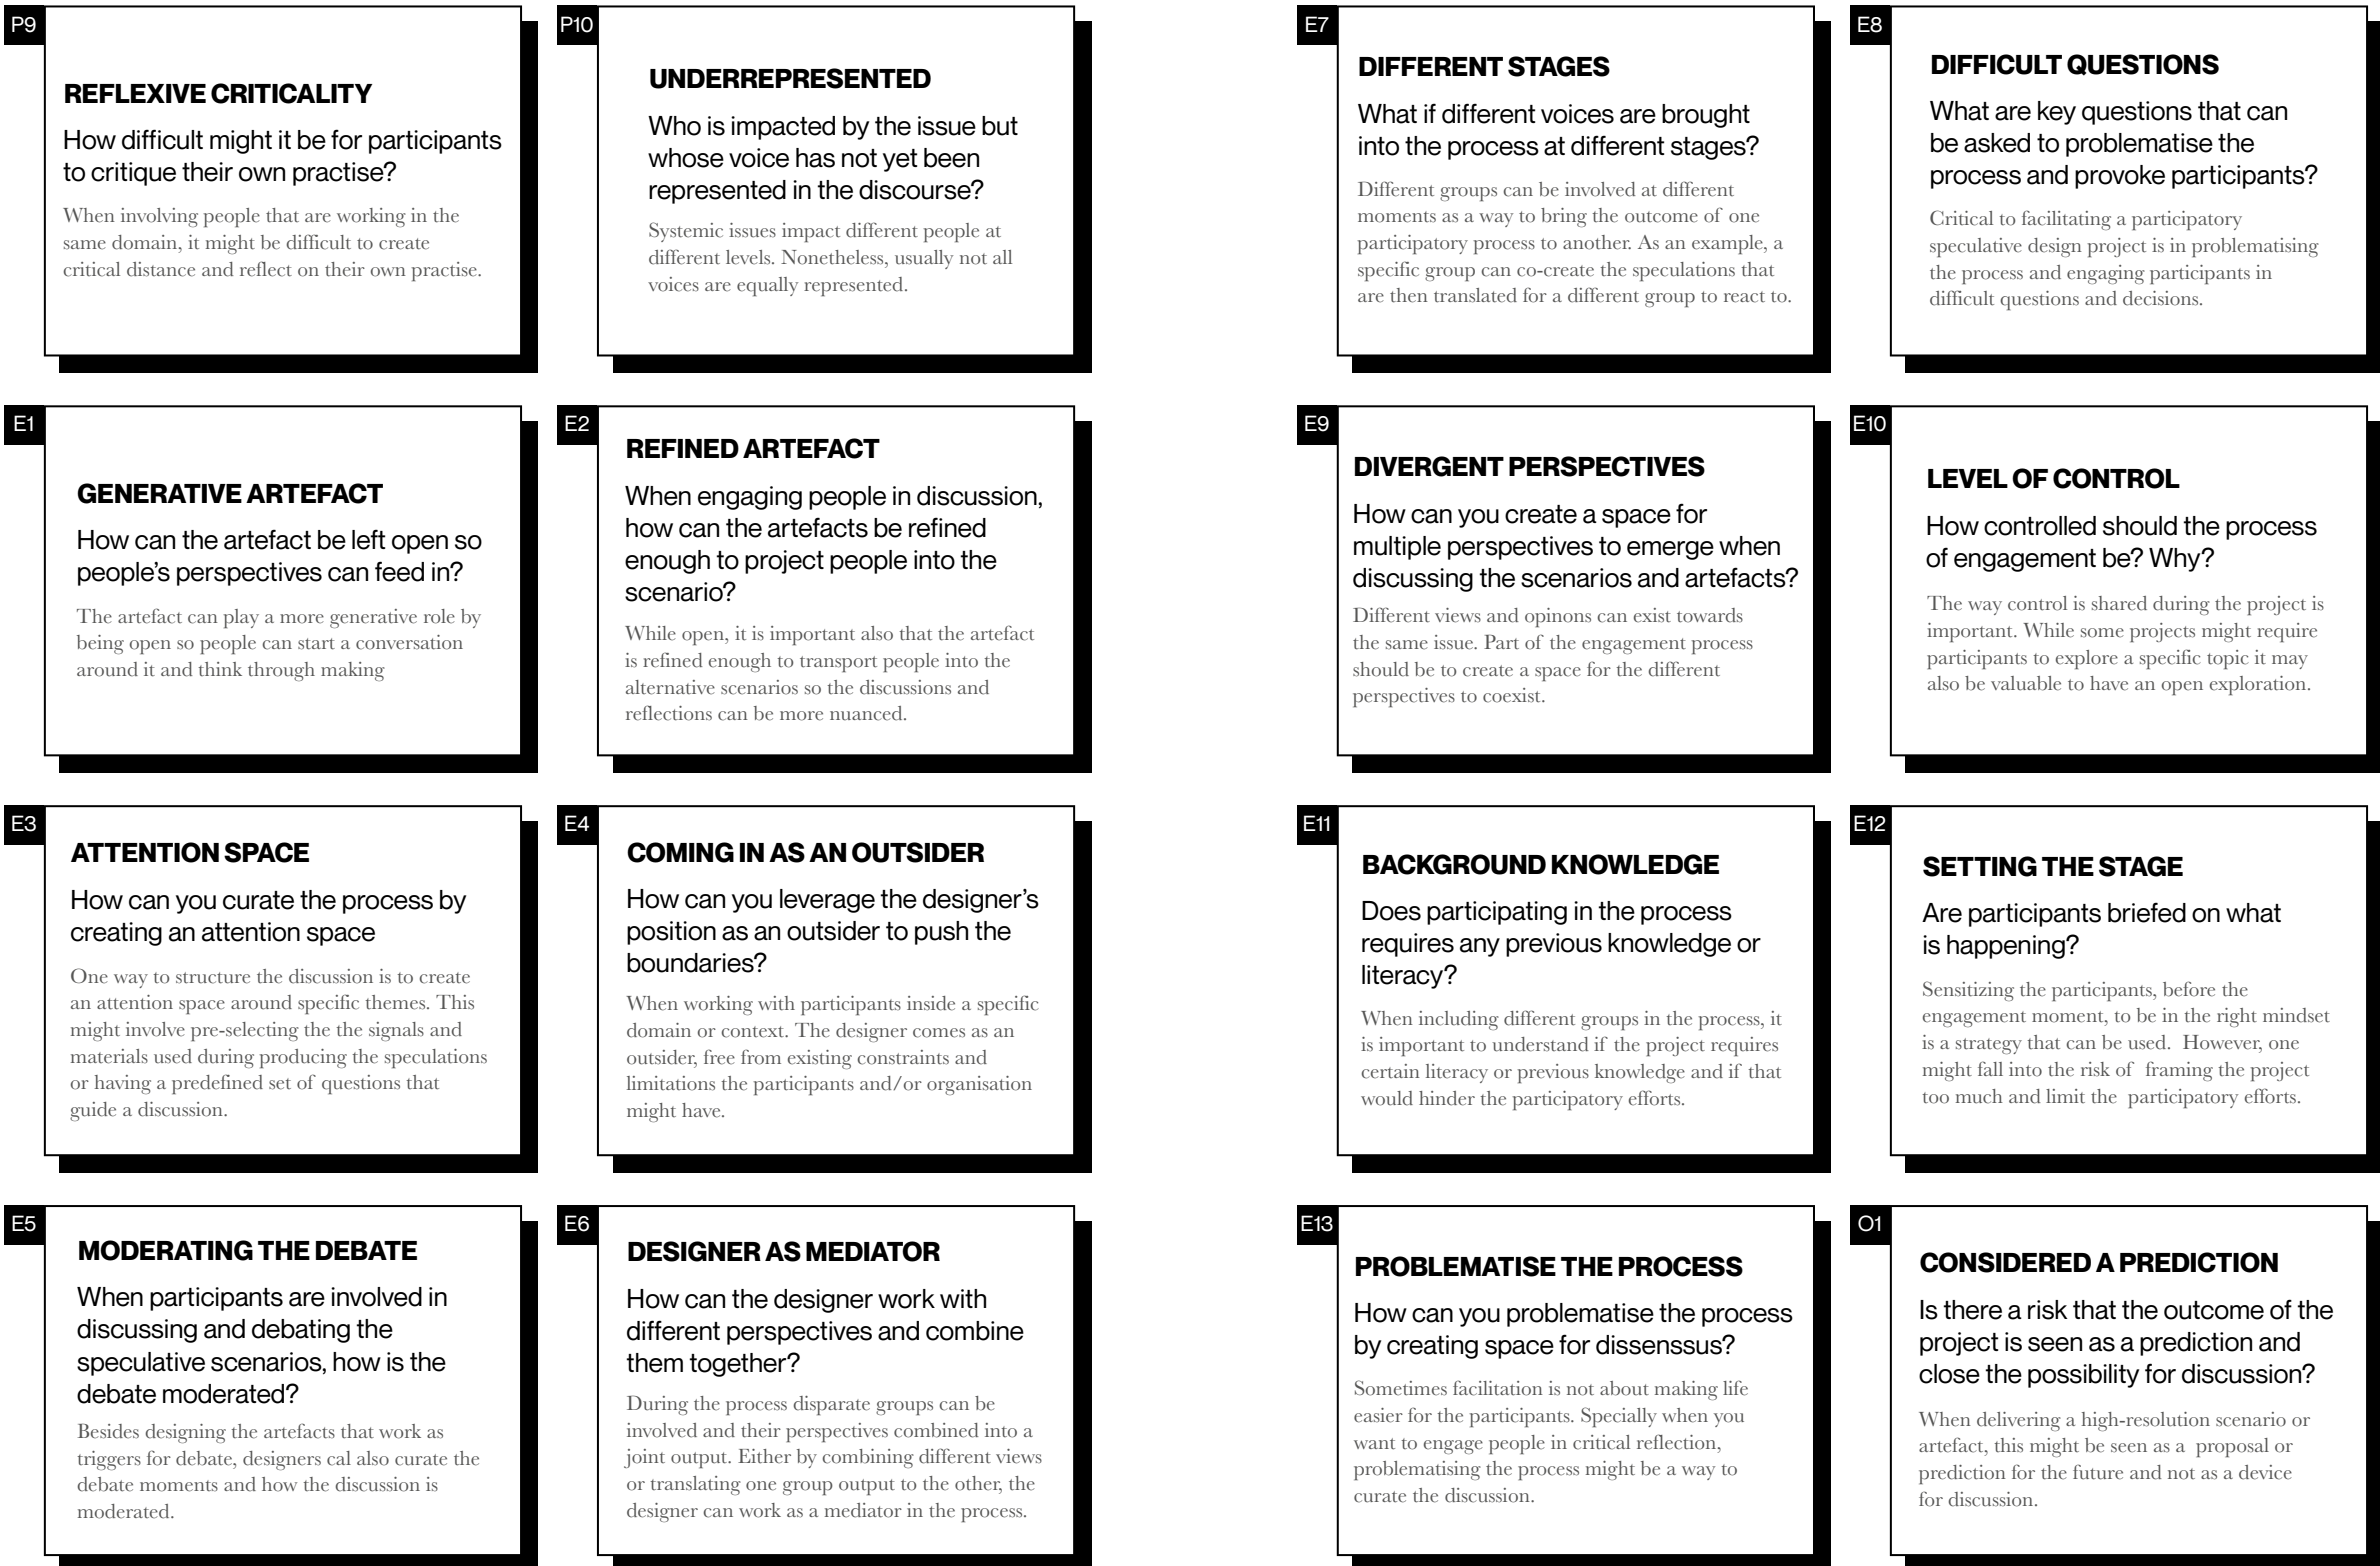 P9
REFLEXIVE CRITICALITY
How difficult might it be for participants
to critique their own practise?
When involving people that are working in the
same domain, it might be difficult to create
critical distance and reflect on their own practise.
P10
UNDERREPRESENTED
Who is impacted by the issue but
whose voice has not yet been
represented in the discourse?
Systemic issues impact different people at
different levels. Nonetheless, usually not all
voices are equally represented.
E1
GENERATIVE ARTEFACT
How can the artefact be left open so
people’s perspectives can feed in?
The artefact can play a more generative role by
being open so people can start a conversation
around it and think through making
E2
REFINED ARTEFACT
When engaging people in discussion,
how can the artefacts be refined
enough to project people into the
scenario?
While open, it is important also that the artefact
is refined enough to transport people into the
alternative scenarios so the discussions and
reflections can be more nuanced.
E3
ATTENTION SPACE
How can you curate the process by
creating an attention space
One way to structure the discussion is to create
an attention space around specific themes. This
might involve pre-selecting the the signals and
materials used during producing the speculations
or having a predefined set of questions that
guide a discussion.
E4
COMING IN AS AN OUTSIDER
How can you leverage the designer’s
position as an outsider to push the
boundaries?
When working with participants inside a specific
domain or context. The designer comes as an
outsider, free from existing constraints and
limitations the participants and/or organisation
might have.
E5
MODERATING THE DEBATE
When participants are involved in
discussing and debating the
speculative scenarios, how is the
debate moderated?
Besides designing the artefacts that work as
triggers for debate, designers cal also curate the
debate moments and how the discussion is
moderated.
E6
DESIGNER AS MEDIATOR
How can the designer work with
different perspectives and combine
them together?
During the process disparate groups can be
involved and their perspectives combined into a
joint output. Either by combining different views
or translating one group output to the other, the
designer can work as a mediator in the process.
E7
DIFFERENT STAGES
What if different voices are brought
into the process at different stages?
Different groups can be involved at different
moments as a way to bring the outcome of one
participatory process to another. As an example, a
specific group can co-create the speculations that
are then translated for a different group to react to.
E8
DIFFICULT QUESTIONS
What are key questions that can
be asked to problematise the
process and provoke participants?
Critical to facilitating a participatory
speculative design project is in problematising
the process and engaging participants in
difficult questions and decisions.
E9
DIVERGENT PERSPECTIVES
How can you create a space for
multiple perspectives to emerge when
discussing the scenarios and artefacts?
Different views and opinons can exist towards
the same issue. Part of the engagement process
should be to create a space for the different
perspectives to coexist.
E10
LEVEL OF CONTROL
How controlled should the process
of engagement be? Why?
The way control is shared during the project is
important. While some projects might require
participants to explore a specific topic it may
also be valuable to have an open exploration.
E11
BACKGROUND KNOWLEDGE
Does participating in the process
requires any previous knowledge or
literacy?
When including different groups in the process, it
is important to understand if the project requires
certain literacy or previous knowledge and if that
would hinder the participatory efforts.
E12
SETTING THE STAGE
Are participants briefed on what
is happening?
Sensitizing the participants, before the
engagement moment, to be in the right mindset
is a strategy that can be used. However, one
might fall into the risk of framing the project
too much and limit the participatory efforts.
E13
PROBLEMATISE THE PROCESS
How can you problematise the process
by creating space for dissenssus?
Sometimes facilitation is not about making life
easier for the participants. Specially when you
want to engage people in critical reflection,
problematising the process might be a way to
curate the discussion.
O1
CONSIDERED A PREDICTION
Is there a risk that the outcome of the
project is seen as a prediction and
close the possibility for discussion?
When delivering a high-resolution scenario or
artefact, this might be seen as a proposal or
prediction for the future and not as a device
for discussion.